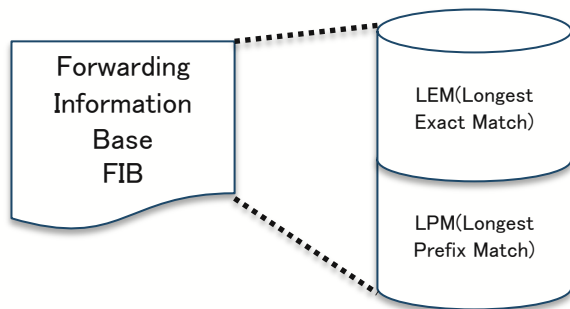 Forwarding
Information
Base
FIB
LEM(Longest
Exact Match)
LPM(Longest
Prefix Match)